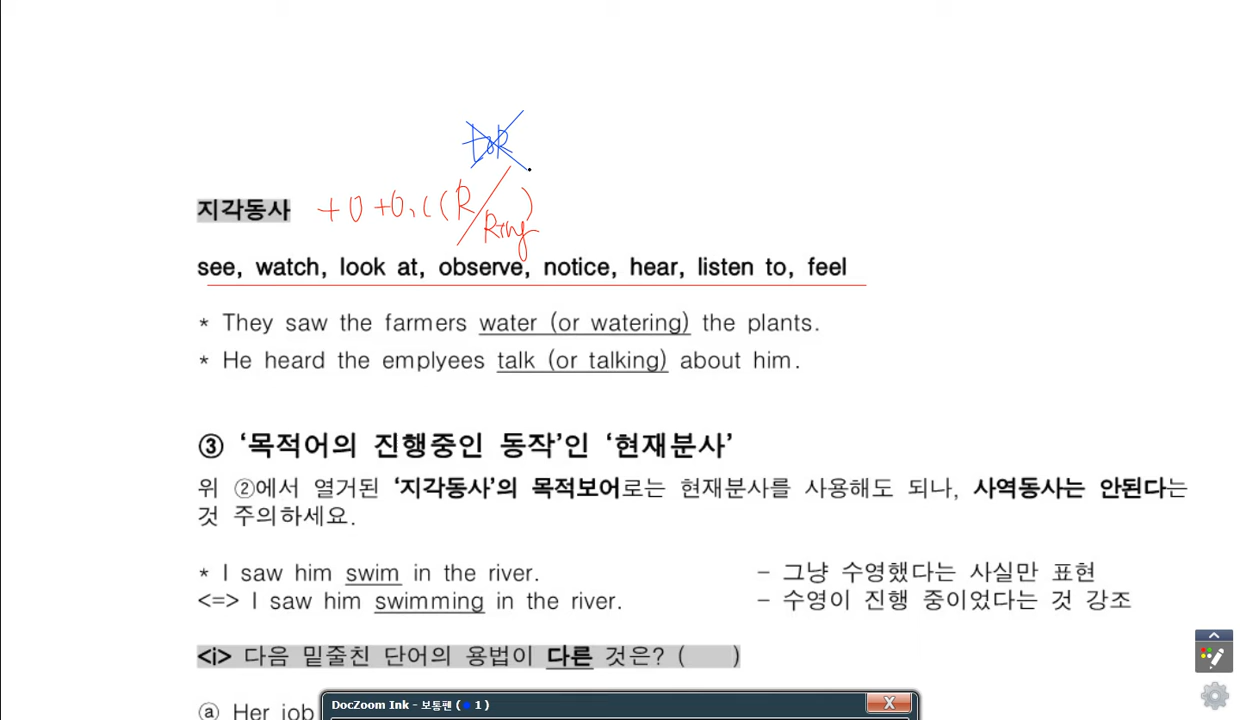 to R
지각동사 +O +O.C (R/Ring)
see, watch, look at, observe, notice, hear, listen to, feel
* They saw the farmers water (or watering) the plants.
* He heard the emplyees talk (or talking) about him.
③ ‘목적어의 진행중인 동작’인 ‘현재분사’
위 ②에서 열거된 ‘지각동사’의 목적보어로는 현재분사를 사용해도 되나, 사역동사는 안된다는
것 주의하세요.
* I saw him swim in the river. – 그냥 수영했다는 사실만 표현
<=> I saw him swimming in the river. – 수영이 진행 중이었다는 것 강조
<i> 다음 밑줄친 단어의 용법이 다른 것은? ( )
ⓐ Her job
DocZoom Ink - 보통펜 ( 1 )